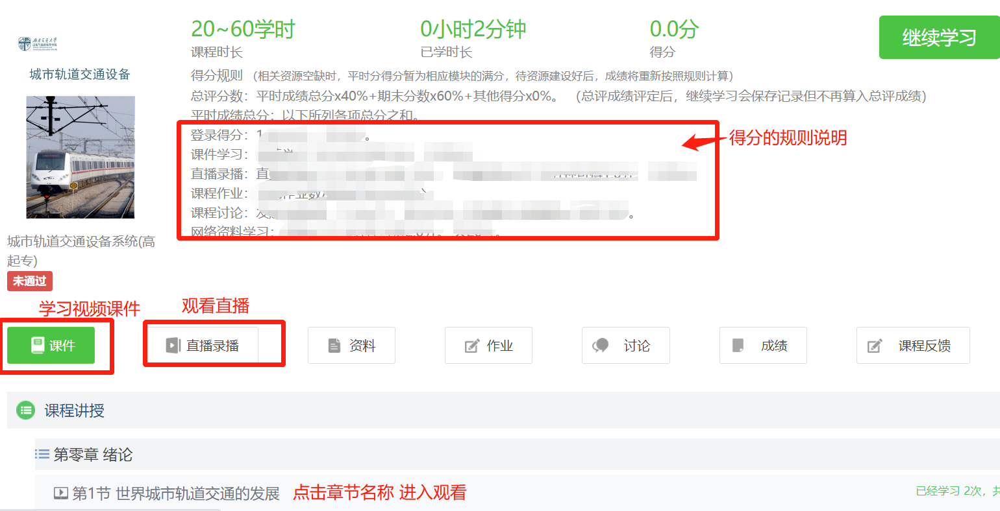 20~60学时
课程时长
0小时2分钟
已学时长
0.0分
得分
继续学习
西南交通大学
城市轨道交通设备
得分规则 （相关资源空缺时，平时分得分暂为相应模块的满分，待资源建设好后，成绩将重新按照规则计算）
总评分数：平时成绩总分x40%+期末分数x60%+其他得分x0%。 （总评成绩评定后，继续学习会保存记录但不再算入总评成绩）
平时成绩总分：以下所列各项总分之和。
登录得分：1
课件学习：
直播录播：直
课程作业：
课程讨论：发
网络资料学习：
得分的规则说明
城市轨道交通设备系统(高
起专)
未通过
学习视频课件
观看直播
课件
直播录播
资料
作业
讨论
成绩
课程反馈
课程讲授
第零章 绪论
第1节 世界城市轨道交通的发展
点击章节名称 进入观看
已经学习 2次，共